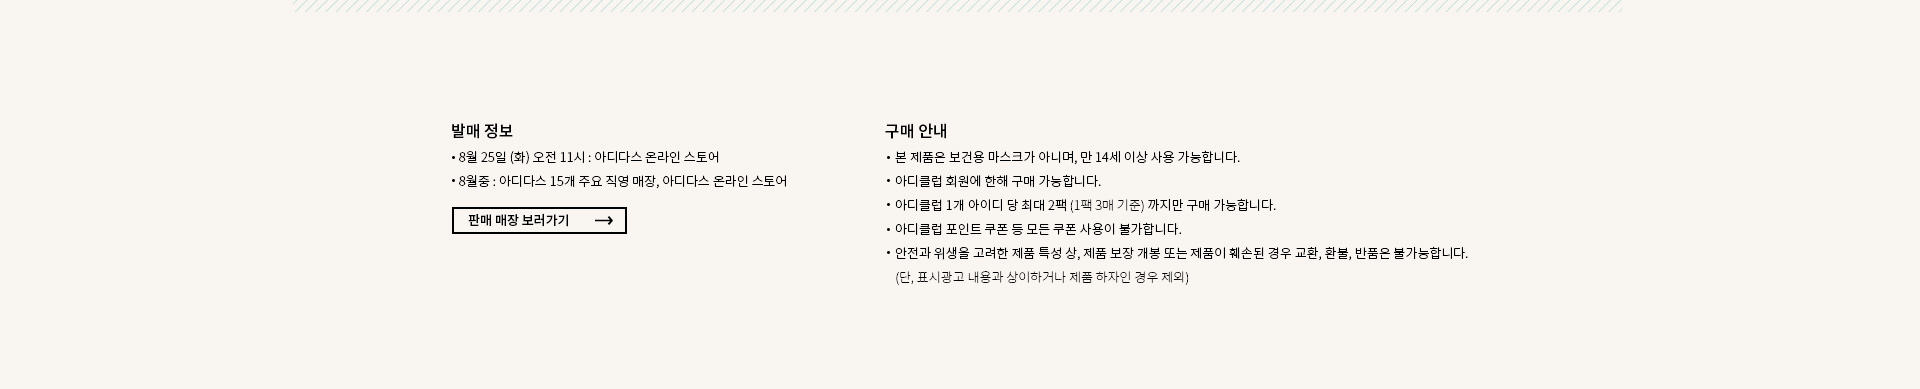 발매 정보
• 8월 25일 (화) 오전 11시 : 아디다스 온라인 스토어
• 8월중 : 아디다스 15개 주요 직영 매장, 아디다스 온라인 스토어
판매 매장 보러가기 →
구매 안내
• 본 제품은 보건용 마스크가 아니며, 만 14세 이상 사용 가능합니다.
• 아디클럽 회원에 한해 구매 가능합니다.
• 아디클럽 1개 아이디 당 최대 2팩 (1팩 3매 기준) 까지만 구매 가능합니다.
• 아디클럽 포인트 쿠폰 등 모든 쿠폰 사용이 불가합니다.
• 안전과 위생을 고려한 제품 특성 상, 제품 보장 개봉 또는 제품이 훼손된 경우 교환, 환불, 반품은 불가능합니다.
(단, 표시광고 내용과 상이하거나 제품 하자인 경우 제외)